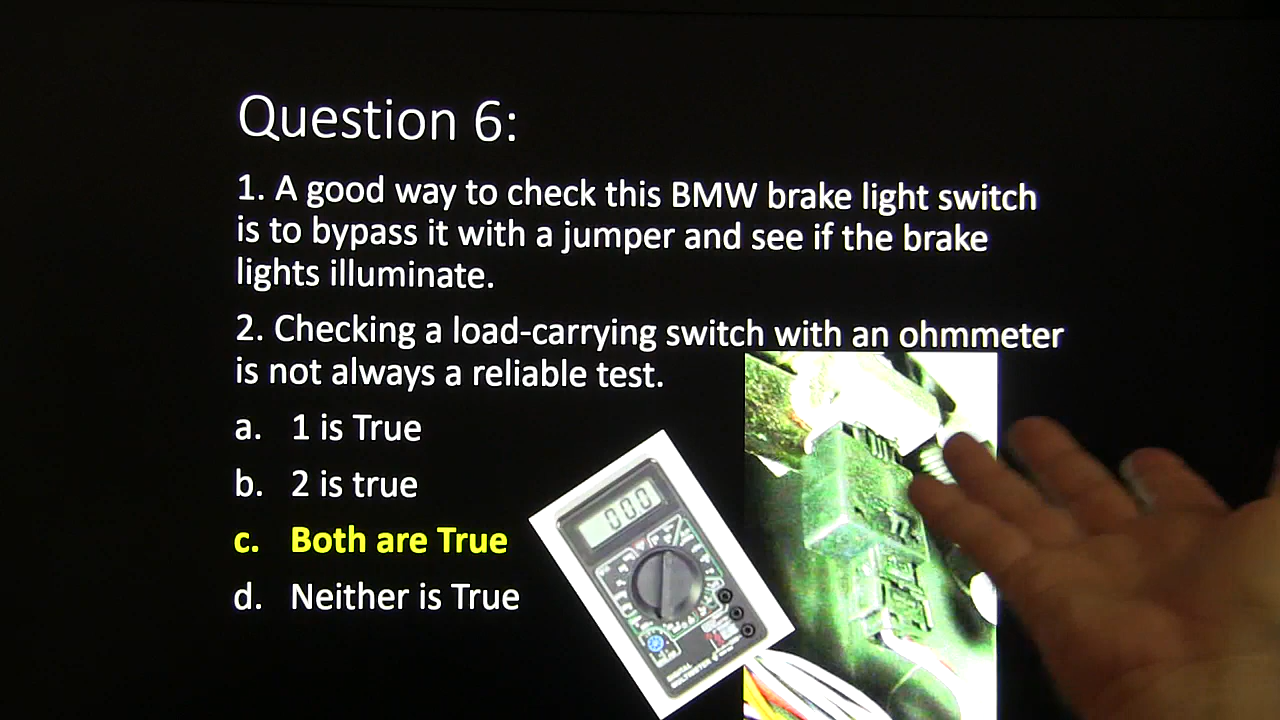 Question 6:
1. A good way to check this BMW brake light switch
is to bypass it with a jumper and see if the brake
lights illuminate.
2. Checking a load-carrying switch with an ohmmeter
is not always a reliable test.
a. 1 is True
b. 2 is true
c. Both are True
d. Neither is True
000
DIGITAL
MULTIMETER